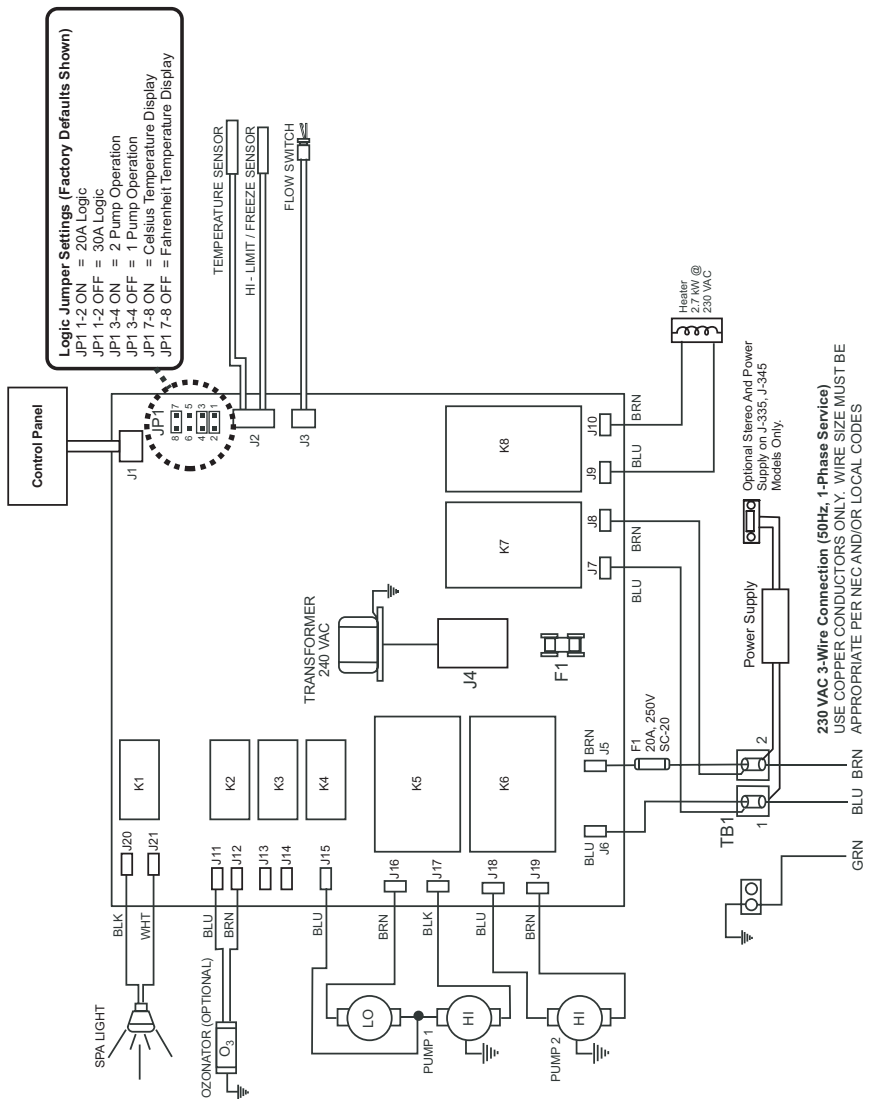 Control Panel
Logic Jumper Settings (Factory Defaults Shown)
JP1 1-2 ON = 20A Logic
JP1 1-2 OFF = 30A Logic
JP1 3-4 ON = 2 Pump Operation
JP1 3-4 OFF = 1 Pump Operation
JP1 7-8 ON = Celsius Temperature Display
JP1 7-8 OFF = Fahrenheit Temperature Display
J1
JP1
8 7
6 5
4 3
2 1
J2
J3
TEMPERATURE SENSOR
HI - LIMIT / FREEZE SENSOR
FLOW SWITCH
SPA LIGHT
BLK
WHT
J20
J21
K1
OZONATOR (OPTIONAL)
O3
BLU
BRN
J11
J12
J13
J14
K2
K3
K4
J15
BLU
TRANSFORMER
240 VAC
J4
F1
K5
K6
K7
K8
J16
J17
J18
J19
BRN
BLK
BLU
BRN
LO
HI
PUMP 1
HI
PUMP 2
BLU
J6
BRN
J5
F1
20A, 250V
SC-20
J7
J8
J9
J10
BLU
BRN
BLU
BRN
Heater
2.7 kW @
230 VAC
TB1
1
2
Power Supply
Optional Stereo And Power
Supply on J-335, J-345
Models Only.
GRN
BLU
BRN
230 VAC 3-Wire Connection (50Hz, 1-Phase Service)
USE COPPER CONDUCTORS ONLY. WIRE SIZE MUST BE
APPROPRIATE PER NEC AND/OR LOCAL CODES